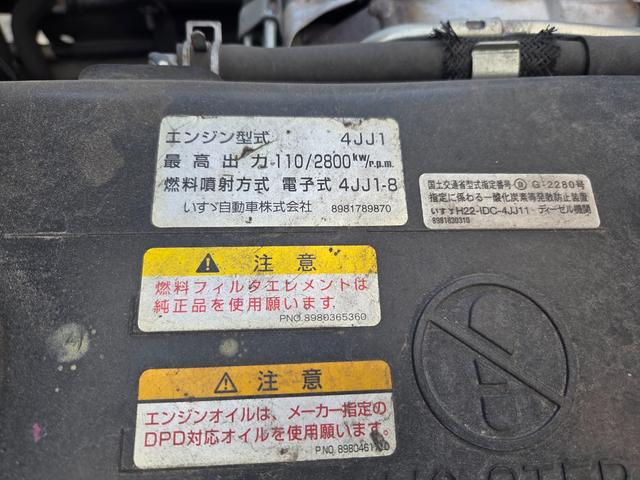 エンジン型式 4JJ1
最高出力 110/2800kW/r.p.m.
燃料噴射方式 電子式 4JJ1-8
いすゞ自動車株式会社 8981789870
国土交通省型式指定番号 G-2280号
指定に係わる一酸化炭素等発散防止装置
いすゞH22-IDC-4JJ11・ディーゼル機関
8981830310
注意
燃料フィルタエレメントは
純正品を使用願います.
PNO.8980365360
注意
エンジンオイルは、メーカー指定の
DPD対応オイルを使用願います。
P.NO.